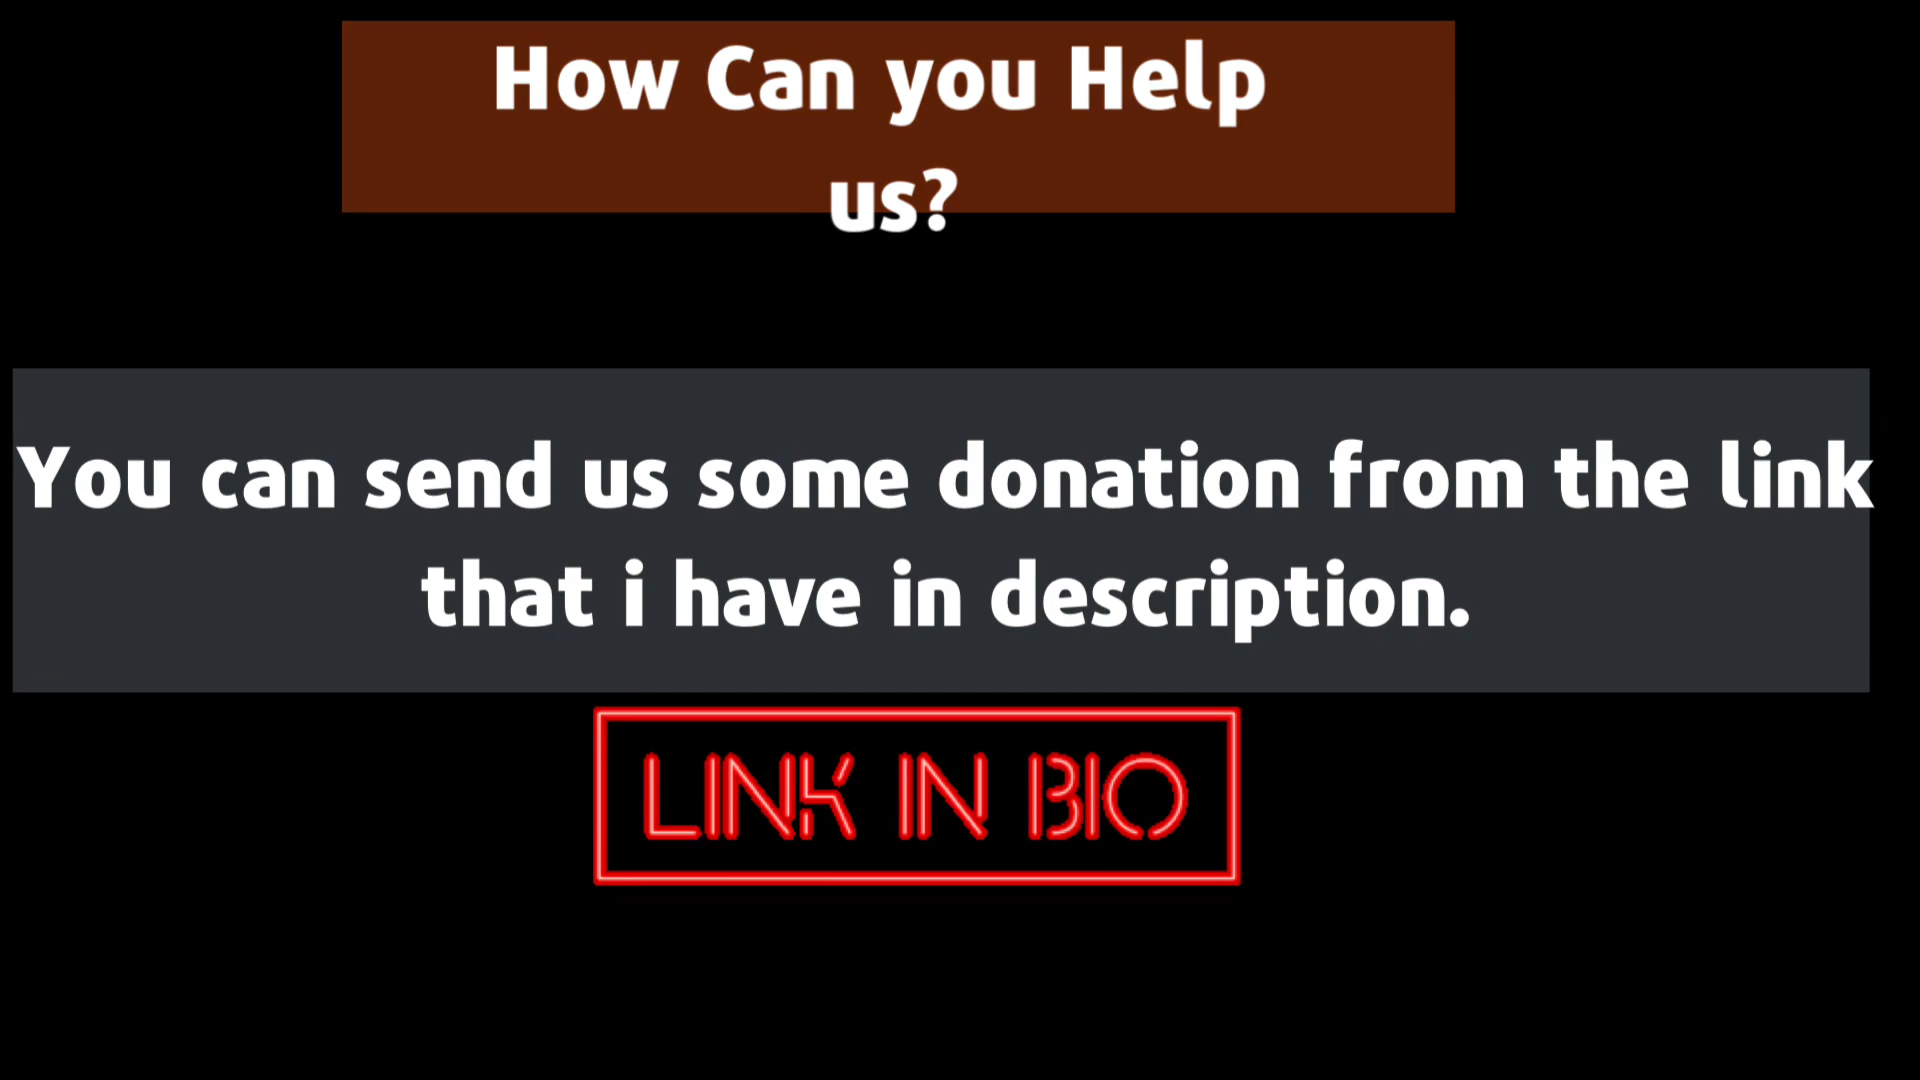 How Can you Help
us?
You can send us some donation from the link
that i have in description.
LINK IN BIO